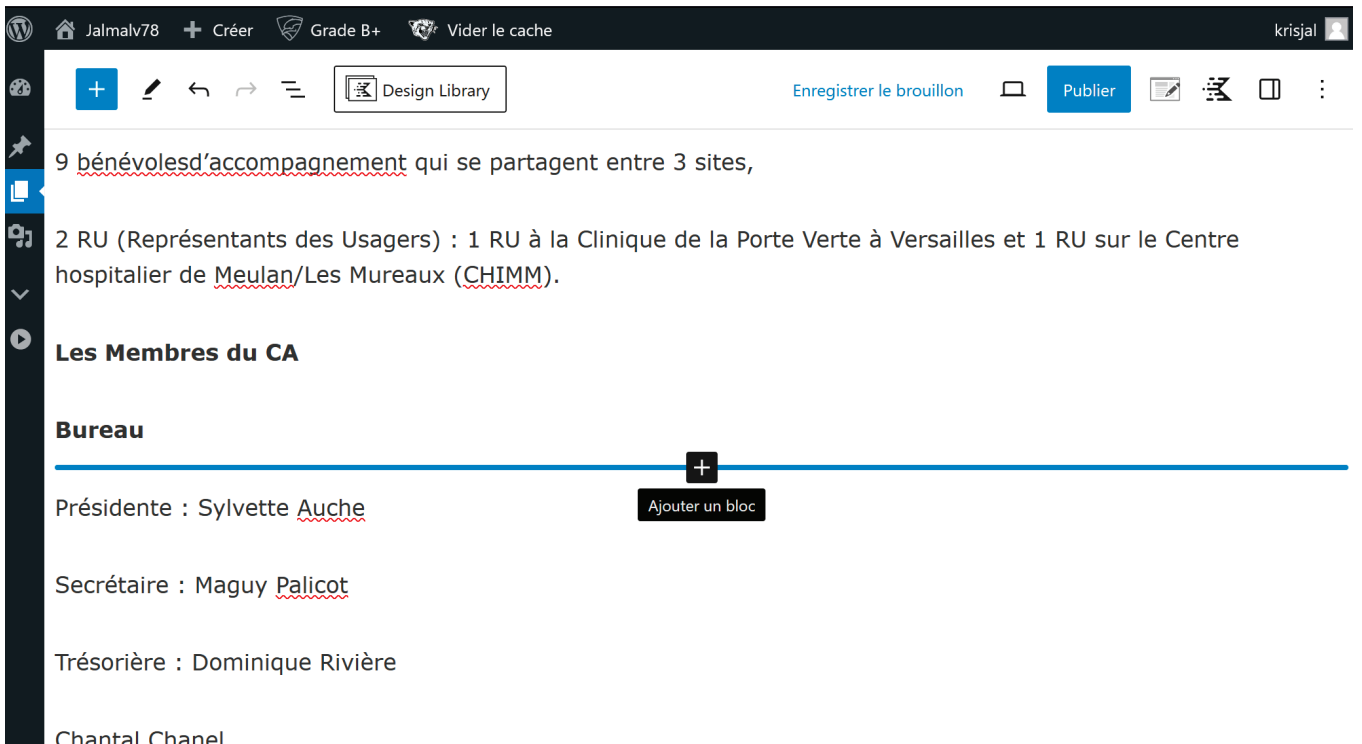 Jalmalv78 Créer Grade B+ Vider le cache krisjal
Design Library Enregistrer le brouillon Publier
9 bénévolesd’accompagnement qui se partagent entre 3 sites,
2 RU (Représentants des Usagers) : 1 RU à la Clinique de la Porte Verte à Versailles et 1 RU sur le Centre
hospitalier de Meulan/Les Mureaux (CHIMM).
Les Membres du CA
Bureau
Présidente : Sylvette Auche
Ajouter un bloc
Secrétaire : Maguy Palicot
Trésorière : Dominique Rivière
Chantal Chanel